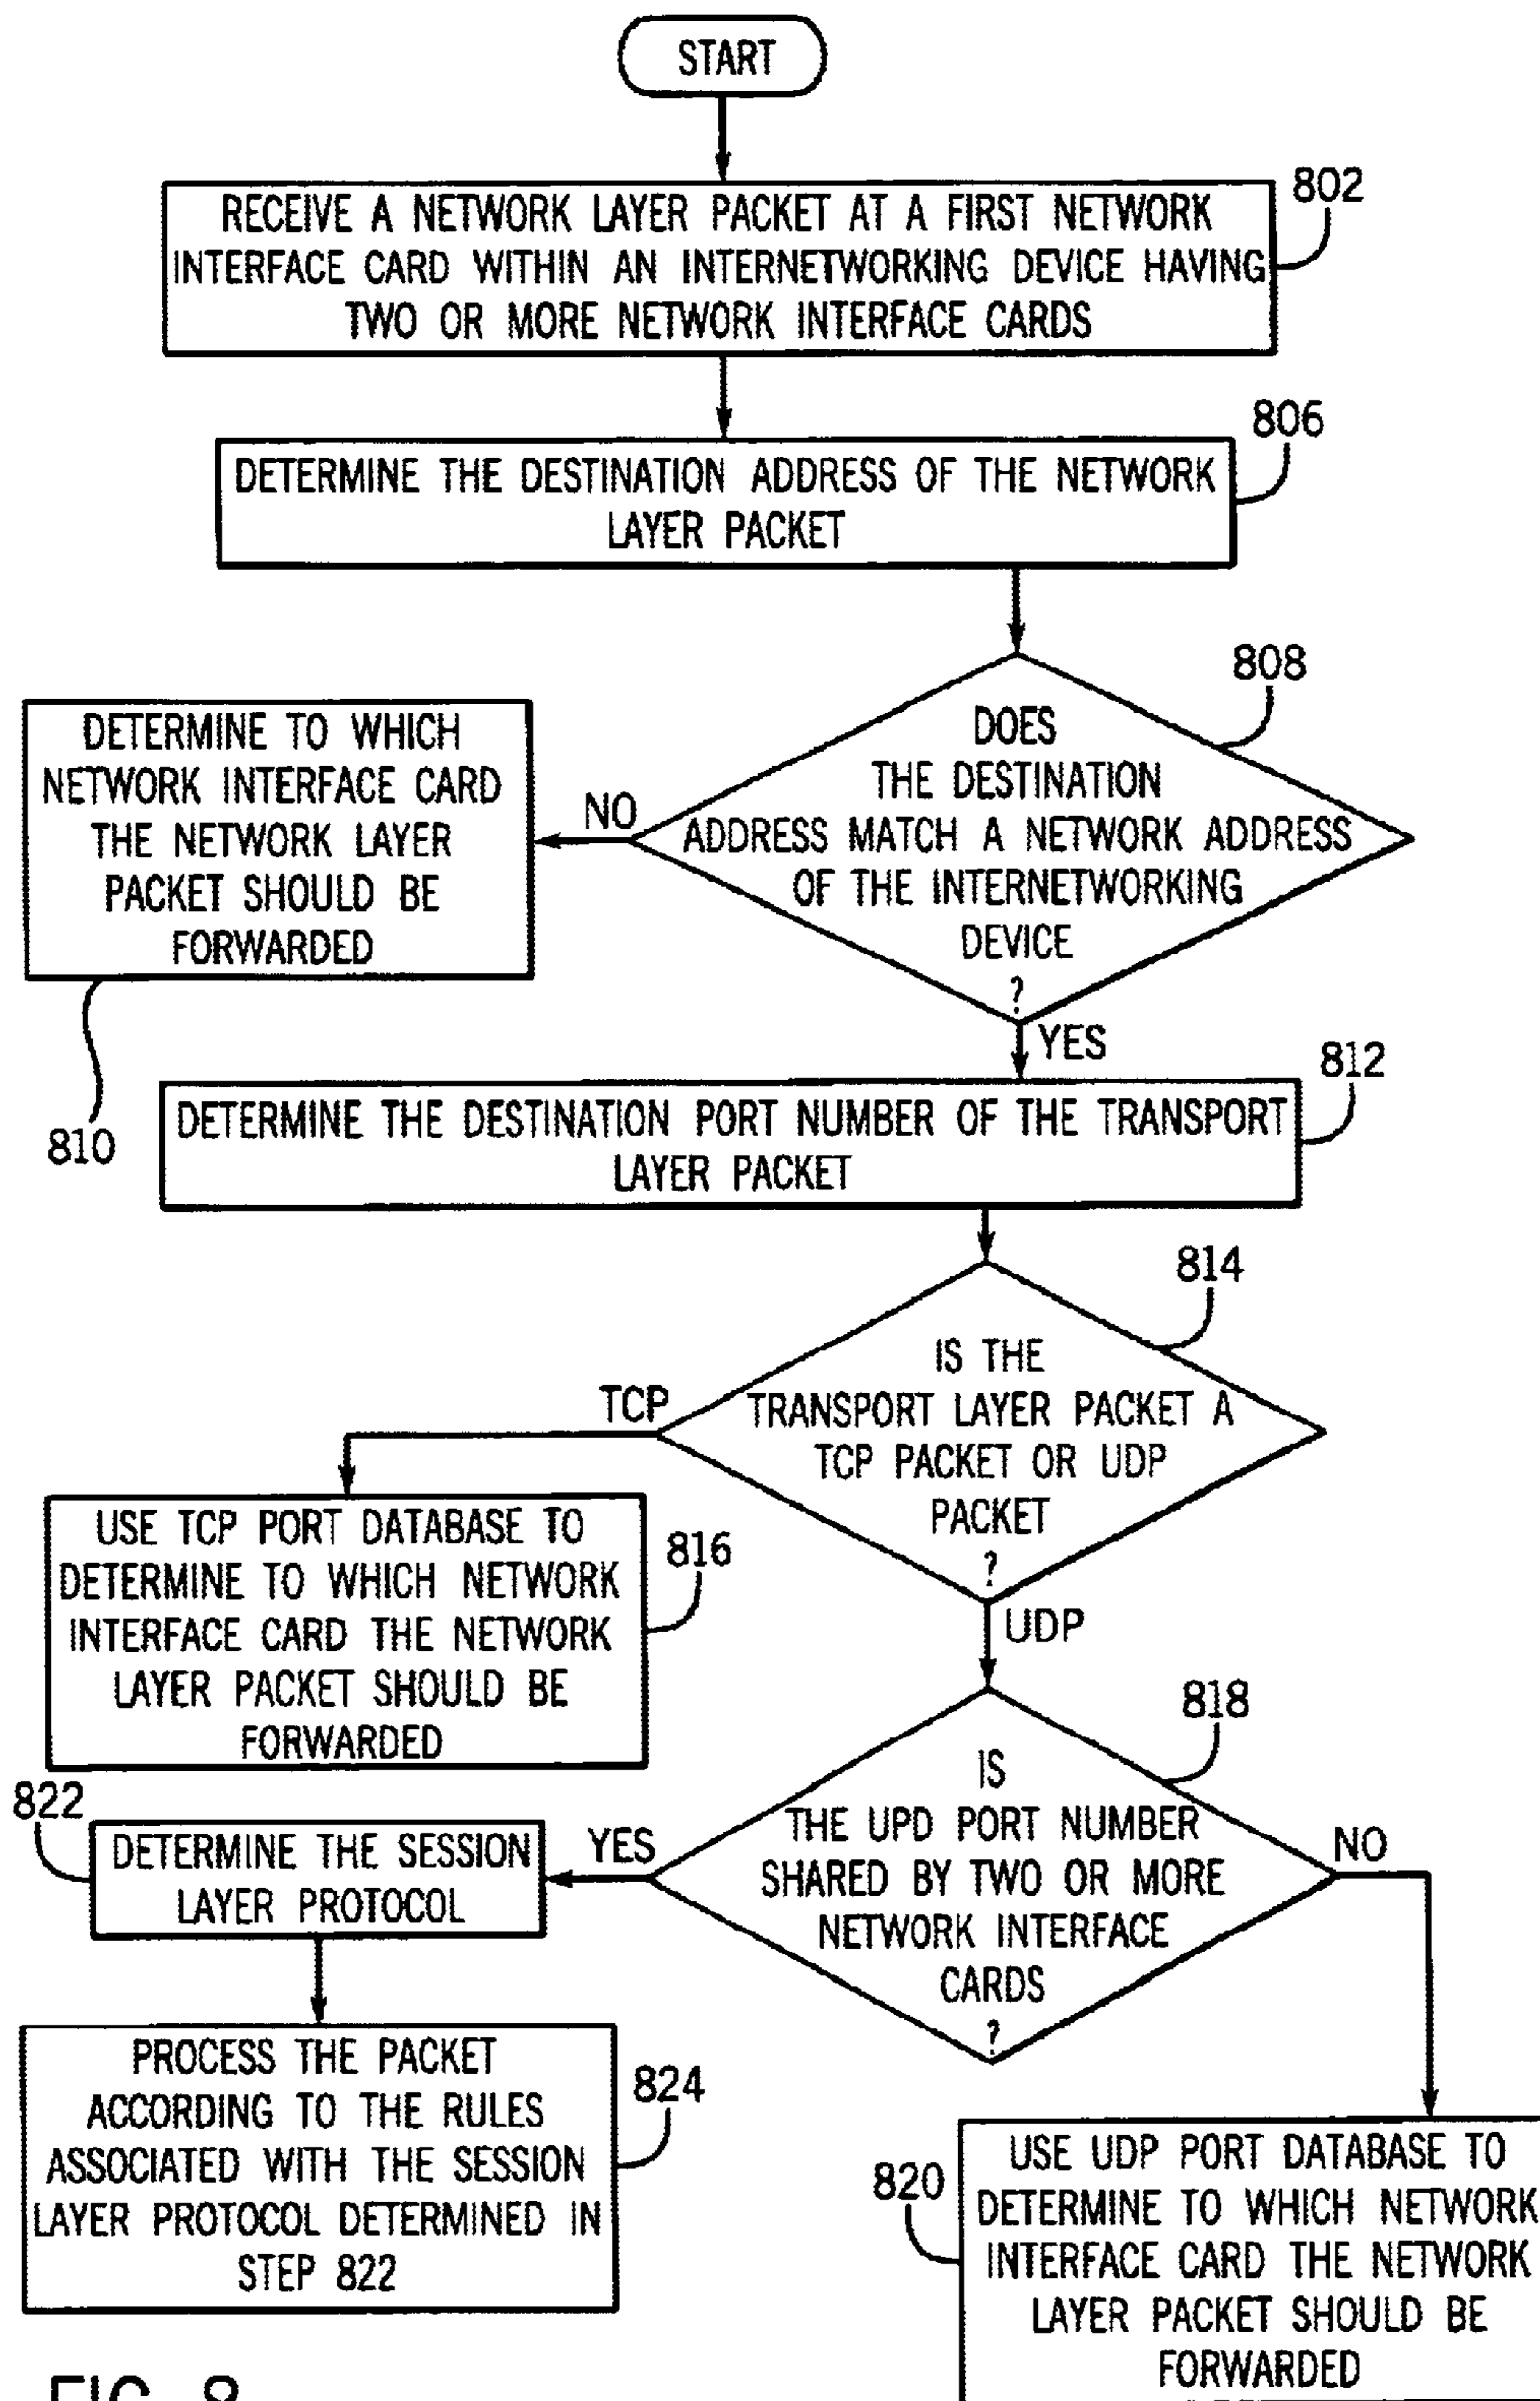 START
802
RECEIVE A NETWORK LAYER PACKET AT A FIRST NETWORK
INTERFACE CARD WITHIN AN INTERNETWORKING DEVICE HAVING
TWO OR MORE NETWORK INTERFACE CARDS
806
DETERMINE THE DESTINATION ADDRESS OF THE NETWORK
LAYER PACKET
808
DOES
THE DESTINATION
ADDRESS MATCH A NETWORK ADDRESS
OF THE INTERNETWORKING
DEVICE
?
NO
DETERMINE TO WHICH
NETWORK INTERFACE CARD
THE NETWORK LAYER
PACKET SHOULD BE
FORWARDED
810
YES
812
DETERMINE THE DESTINATION PORT NUMBER OF THE TRANSPORT
LAYER PACKET
814
IS THE
TRANSPORT LAYER PACKET A
TCP PACKET OR UDP
PACKET
?
TCP
USE TCP PORT DATABASE TO
DETERMINE TO WHICH NETWORK
INTERFACE CARD THE NETWORK
LAYER PACKET SHOULD BE
FORWARDED
816
UDP
818
IS
THE UPD PORT NUMBER
SHARED BY TWO OR MORE
NETWORK INTERFACE
CARDS
?
YES
NO
822
DETERMINE THE SESSION
LAYER PROTOCOL
PROCESS THE PACKET
ACCORDING TO THE RULES
ASSOCIATED WITH THE SESSION
LAYER PROTOCOL DETERMINED IN
STEP 822
824
820
USE UDP PORT DATABASE TO
DETERMINE TO WHICH NETWORK
INTERFACE CARD THE NETWORK
LAYER PACKET SHOULD BE
FORWARDED
FIG. 8